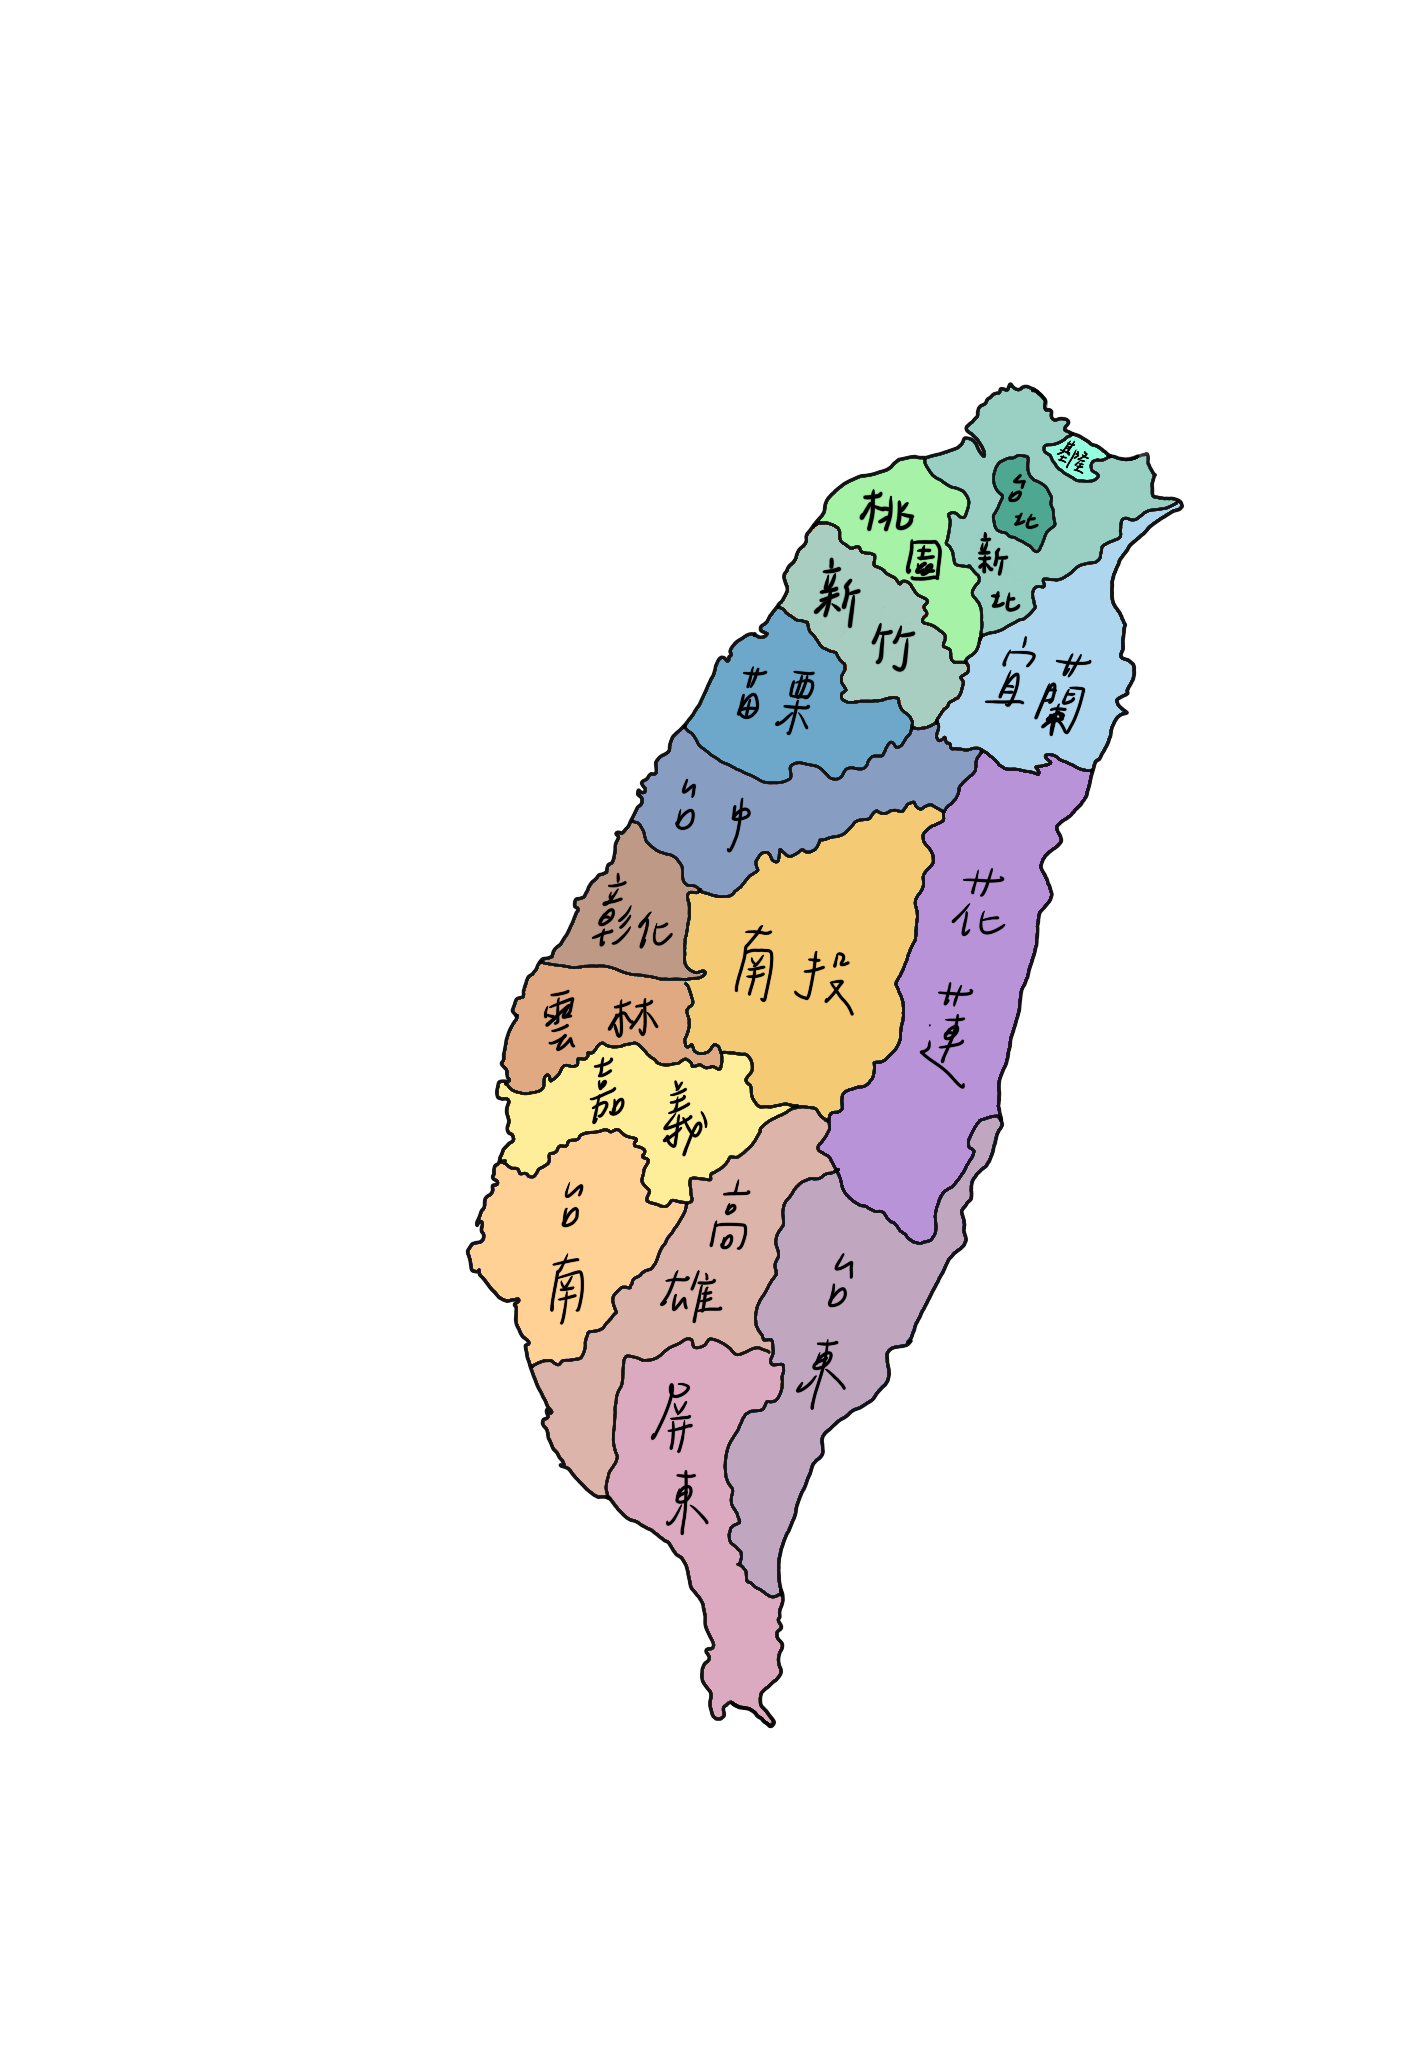 基隆
台北
新北
桃園
新竹
宜蘭
苗栗
台中
彰化
南投
花蓮
雲林
嘉義
台南
高雄
台東
屏東